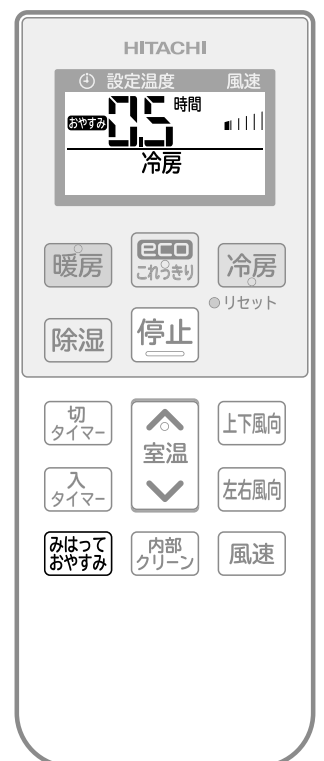 HITACHI
設定温度 風速
おやすみ 0.5 時間
冷房
暖房 eco これっきり 冷房
リセット
除湿 停止
切タイマー 室温 上下風向
入タイマー 左右風向
みはっておやすみ 内部クリーン 風速